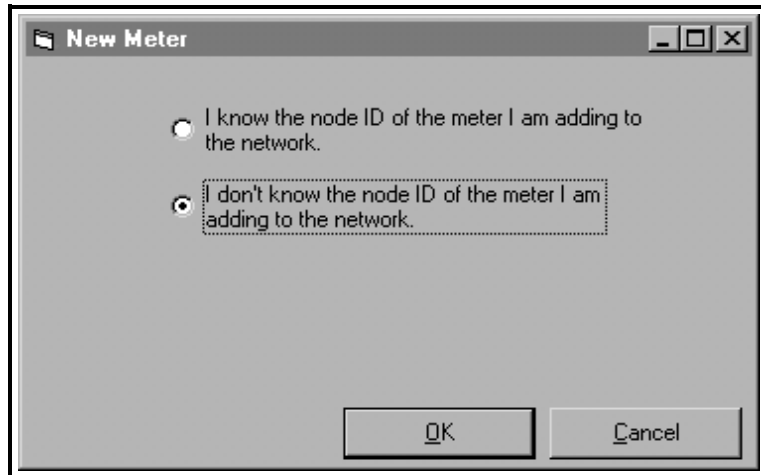 New Meter
I know the node ID of the meter I am adding to
the network.
I don't know the node ID of the meter I am
adding to the network.
OK
Cancel